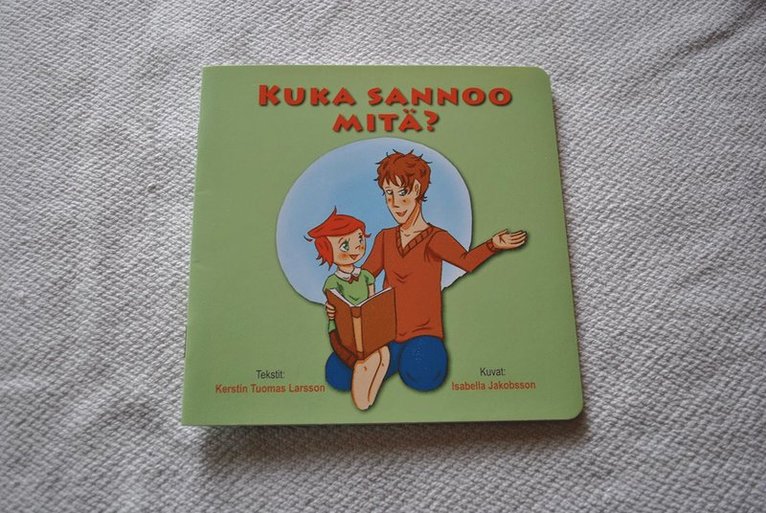 KUKA SANNOO
MITÄ?
Tekstit:
Kerstin Tuomas Larsson
Kuvat:
Isabella Jakobsson